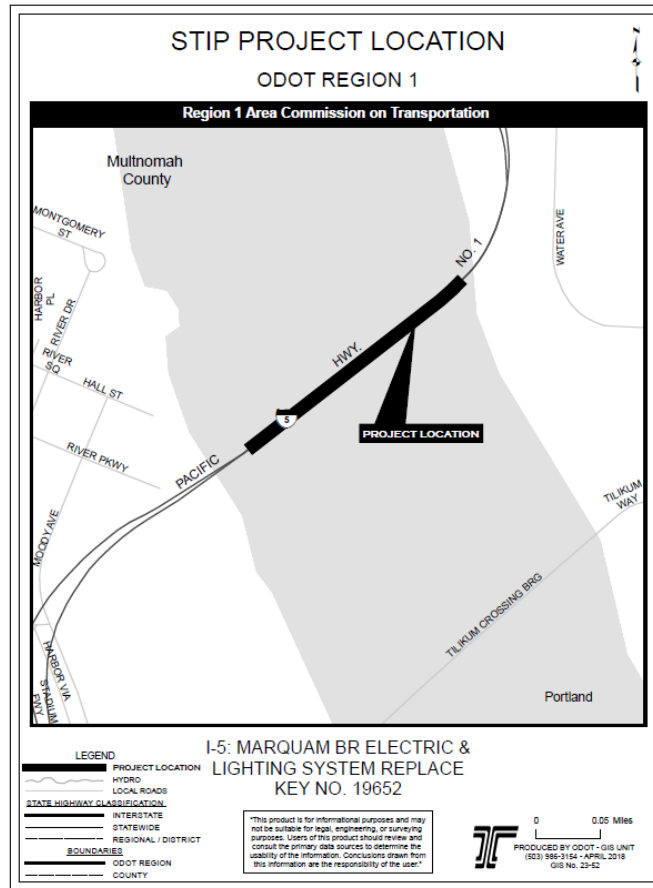 STIP PROJECT LOCATION
N
ODOT REGION 1
Region 1 Area Commission on Transportation
Multnomah
County
MONTGOMERY
ST
HARBOR
PL
RIVER DR
RIVER
SQ
HALL ST
RIVER PKWY
MOODY AVE
HARBOR VIA
STADIUM
FWY
PACIFIC
HWY.
NO. 1
5
WATER AVE
PROJECT LOCATION
TILIKUM
WAY
TILIKUM CROSSING BRG
Portland
I-5: MARQUAM BR ELECTRIC &
LIGHTING SYSTEM REPLACE
KEY NO. 19652
LEGEND
PROJECT LOCATION
HYDRO
LOCAL ROADS
STATE HIGHWAY CLASSIFICATION
INTERSTATE
STATEWIDE
REGIONAL / DISTRICT
BOUNDARIES
ODOT REGION
COUNTY
"This product is for informational purposes and may
not be suitable for legal, engineering, or surveying
purposes. Users of this product should review and
consult the primary data sources to determine the
usability of the information. Conclusions drawn from
this information are the responsibility of the user."
0 0.05 Miles
PRODUCED BY ODOT - GIS UNIT
(503) 986-3154 - APRIL 2018
GIS No. 23-52